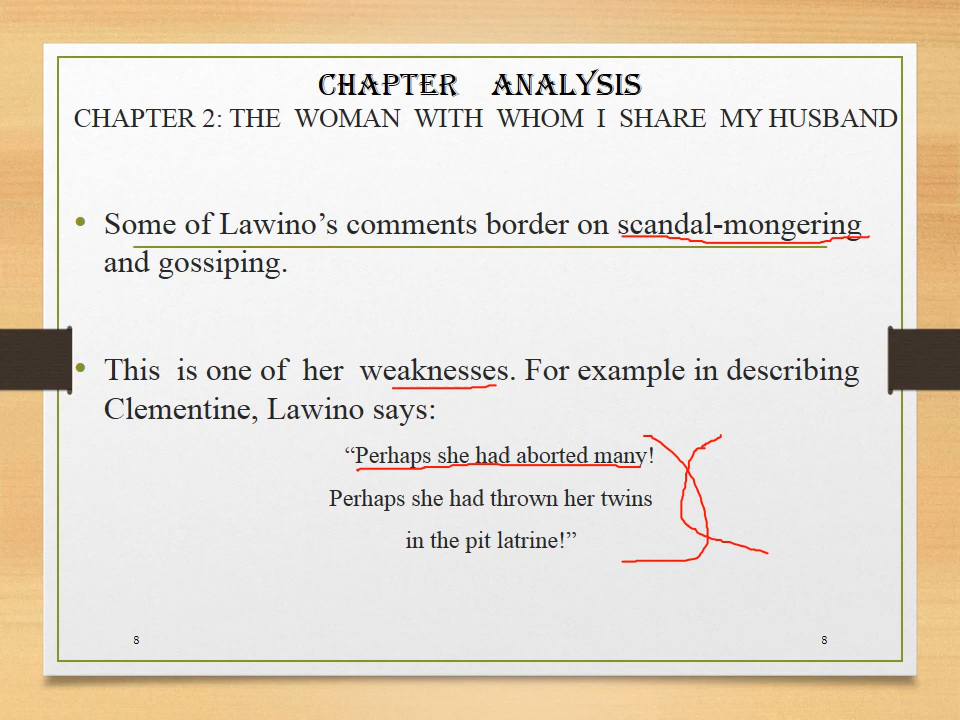 CHAPTER ANALYSIS
CHAPTER 2: THE WOMAN WITH WHOM I SHARE MY HUSBAND
• Some of Lawino’s comments border on scandal-mongering
and gossiping.
• This is one of her weaknesses. For example in describing
Clementine, Lawino says:
“Perhaps she had aborted many!
Perhaps she had thrown her twins
in the pit latrine!”
8 8